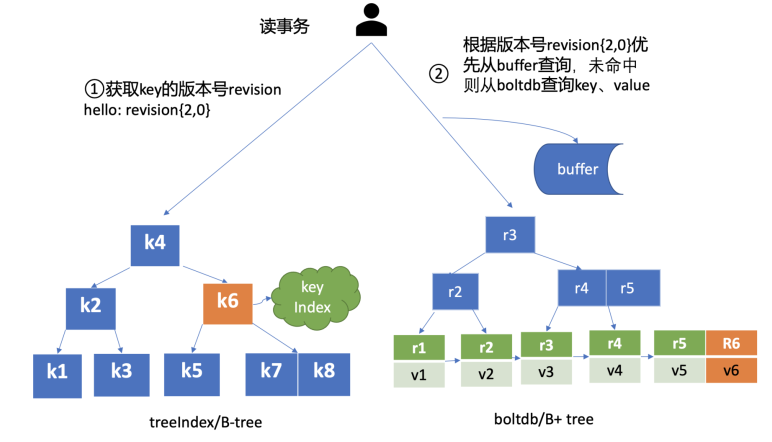 读事务
①获取key的版本号revision
hello: revision{2,0}
② 根据版本号revision{2,0}优
先从buffer查询，未命中
则从boltdb查询key、value
buffer
k4
k2
k6
key
Index
k1
k3
k5
k7
k8
treeIndex/B-tree
r3
r2
r4
r5
r1
r2
r3
r4
r5
R6
v1
v2
v3
v4
v5
v6
boltdb/B+ tree